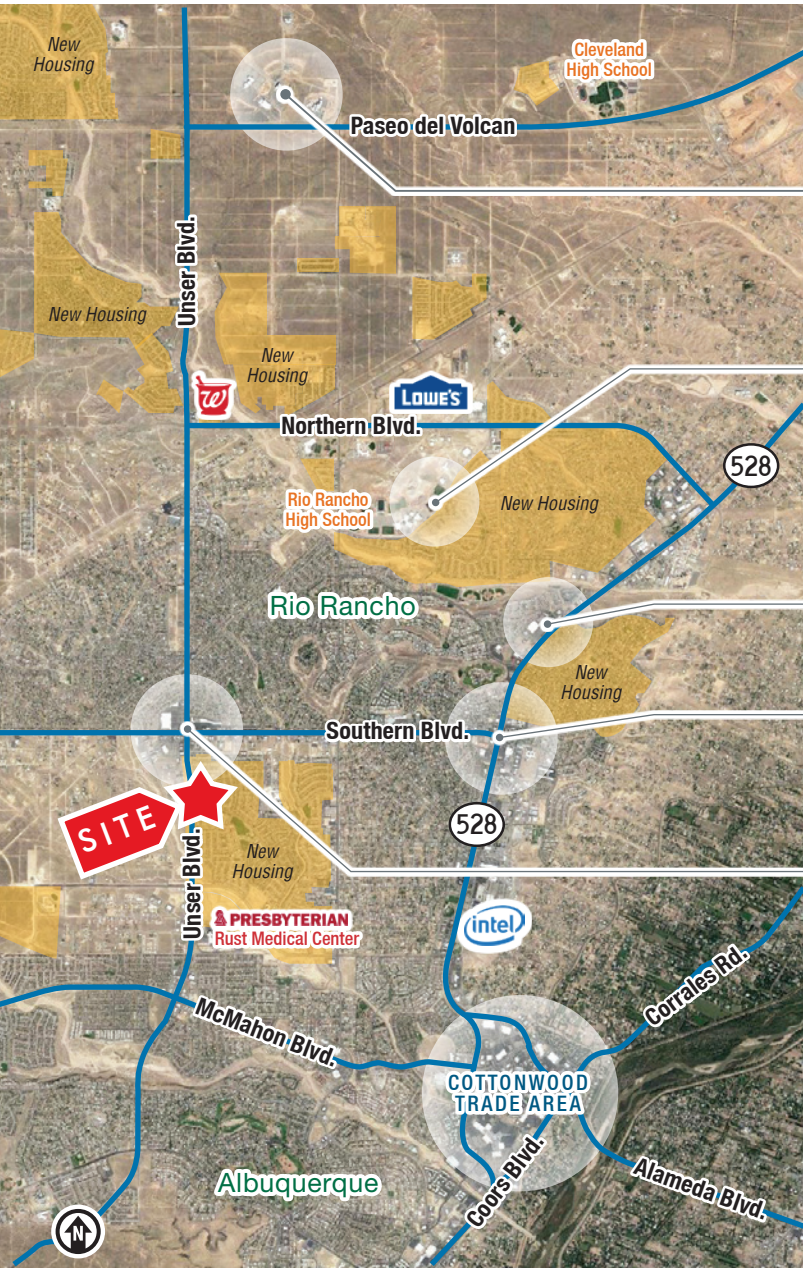 New
Housing
Cleveland
High School
Paseo del Volcan
Unser Blvd.
New Housing
New
Housing
W
LOWE'S
Northern Blvd.
528
Rio Rancho
High School
New Housing
Rio Rancho
New
Housing
Southern Blvd.
SITE
528
Unser Blvd.
New
Housing
PRESBYTERIAN
Rust Medical Center
intel
Corrales Rd.
McMahon Blvd.
COTTONWOOD
TRADE AREA
Coors Blvd.
Alameda Blvd.
Albuquerque
N